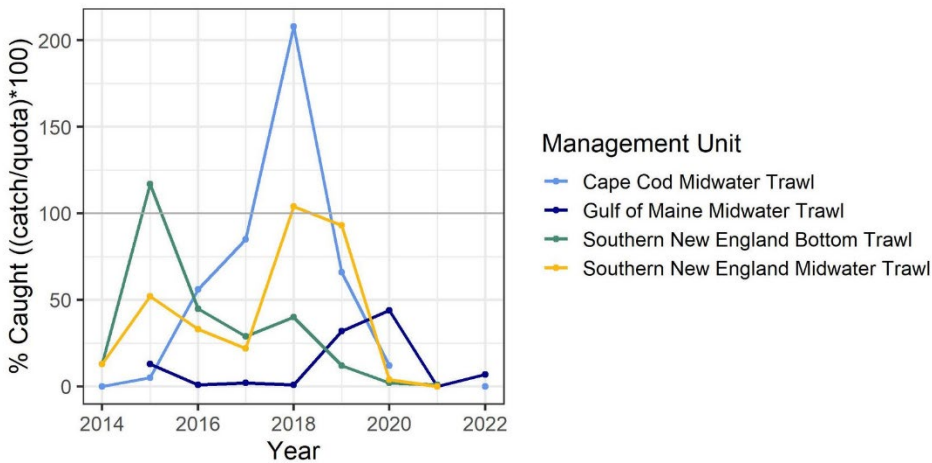 % Caught ((catch/quota)*100)
200
150
100
50
0
2014 2016 2018 2020 2022
Year
Management Unit
Cape Cod Midwater Trawl
Gulf of Maine Midwater Trawl
Southern New England Bottom Trawl
Southern New England Midwater Trawl